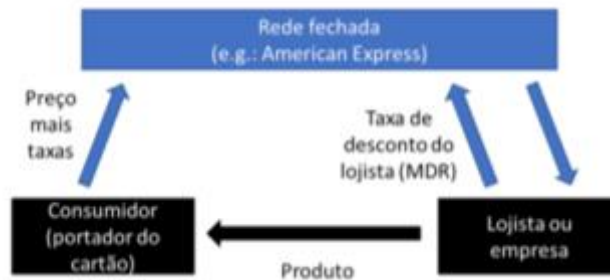 Rede fechada
(e.g.: American Express)
Preço
mais
taxas
Taxa de
desconto do
lojista (MDR)
Consumidor
(portador do
cartão)
Lojista ou
empresa
Produto